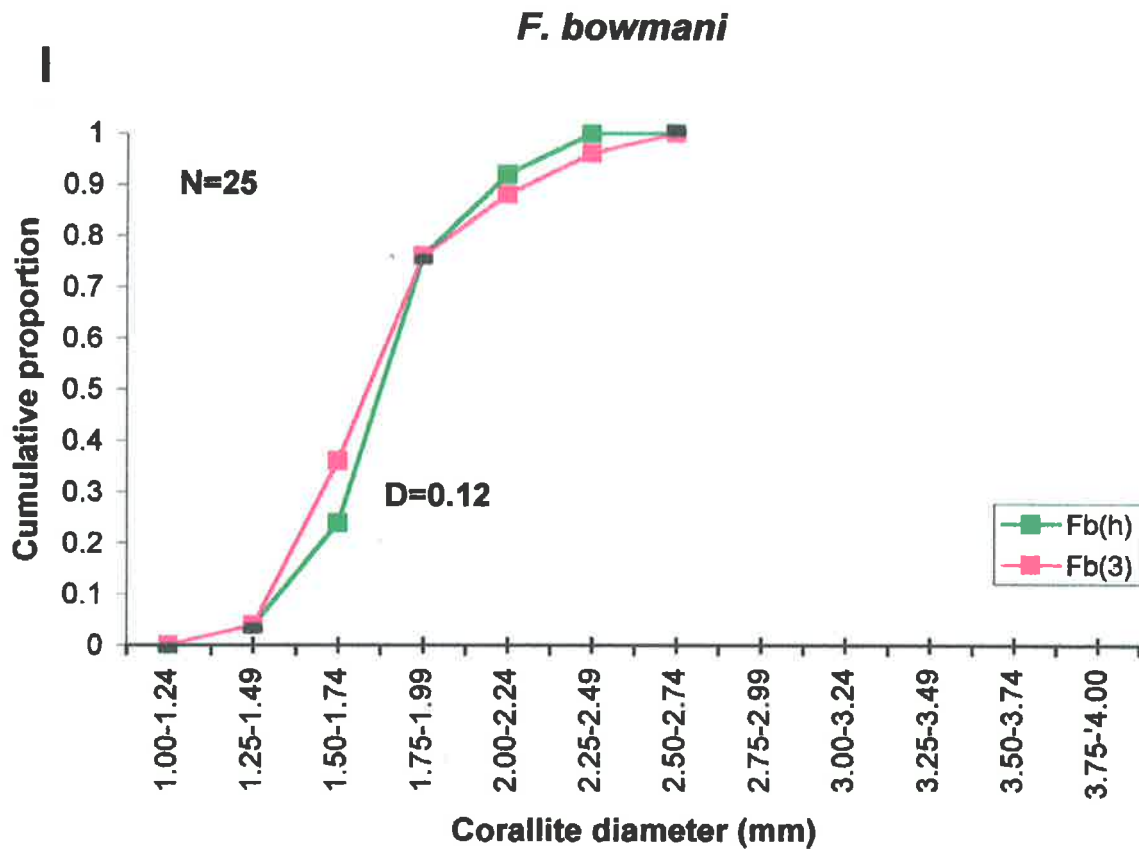 F. bowmani
I
1
0.9
0.8
0.7
0.6
0.5
0.4
0.3
0.2
0.1
0
Cumulative proportion
N=25
D=0.12
Fb(h)
Fb(3)
1.00-1.24
1.25-1.49
1.50-1.74
1.75-1.99
2.00-2.24
2.25-2.49
2.50-2.74
2.75-2.99
3.00-3.24
3.25-3.49
3.50-3.74
3.75-'4.00
Corallite diameter (mm)